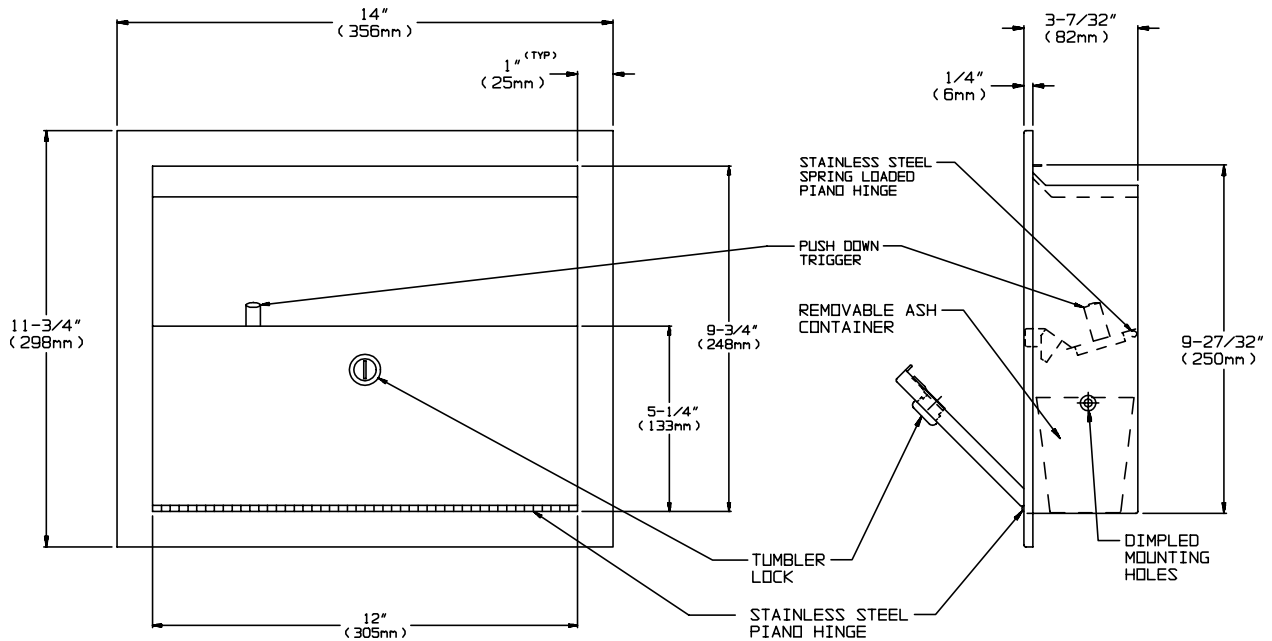 14"
(356mm)
1" (TYP)
(25mm)
3-7/32"
(82mm)
1/4"
(6mm)
STAINLESS STEEL
SPRING LOADED
PIANO HINGE
PUSH DOWN
TRIGGER
REMOVABLE ASH
CONTAINER
11-3/4"
(298mm)
9-3/4"
(248mm)
9-27/32"
(250mm)
5-1/4"
(133mm)
TUMBLER
LOCK
DIMPLED
MOUNTING
HOLES
12"
(305mm)
STAINLESS STEEL
PIANO HINGE